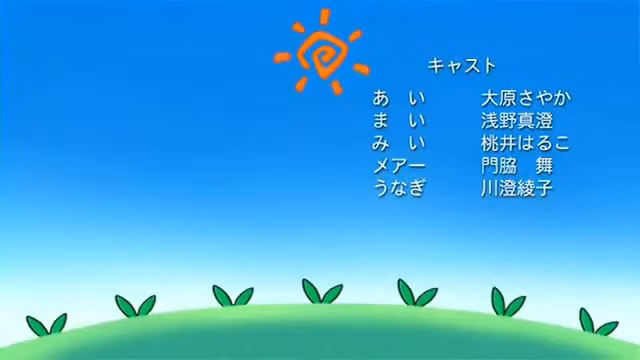 キャスト
あ　い　　　大原さやか
ま　い　　　浅野真澄
み　い　　　桃井はるこ
メアー　　　門脇　舞
うなぎ　　　川澄綾子